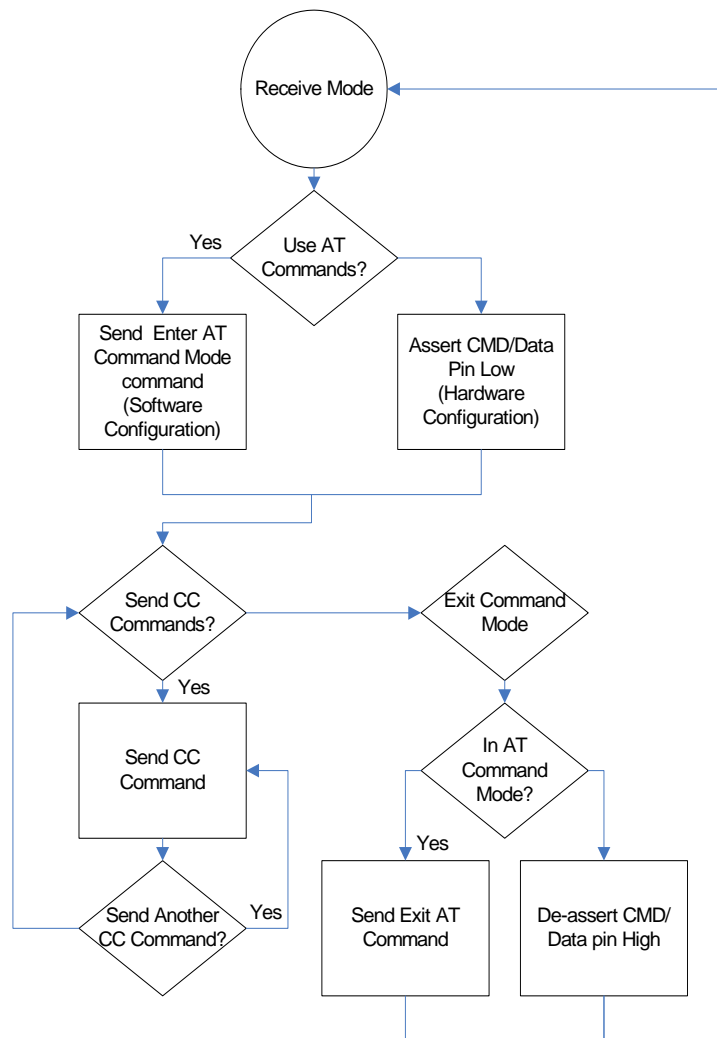 Receive Mode
Yes
Use AT
Commands?
Send Enter AT
Command Mode
command
(Software
Configuration)
Assert CMD/Data
Pin Low
(Hardware
Configuration)
Send CC
Commands?
Exit Command
Mode
Yes
Send CC
Command
In AT
Command
Mode?
Yes
Send Another
CC Command?
Yes
Send Exit AT
Command
De-assert CMD/
Data pin High